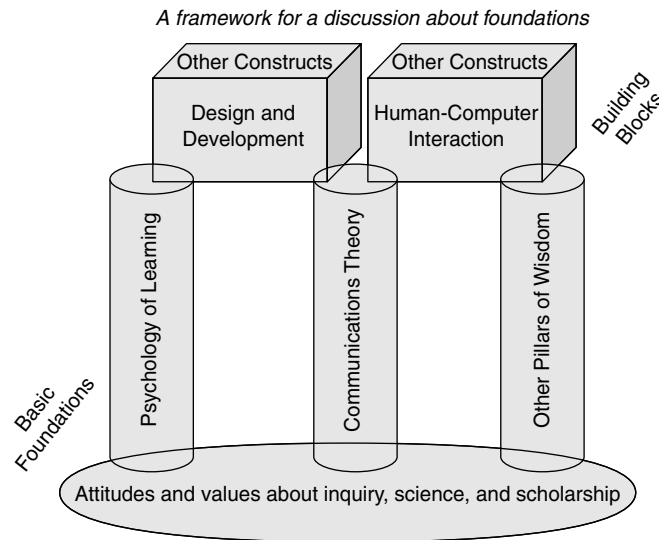 A framework for a discussion about foundations
Other Constructs
Other Constructs
Design and
Development
Human-Computer
Interaction
Building
Blocks
Psychology of Learning
Communications Theory
Other Pillars of Wisdom
Basic
Foundations
Attitudes and values about inquiry, science, and scholarship